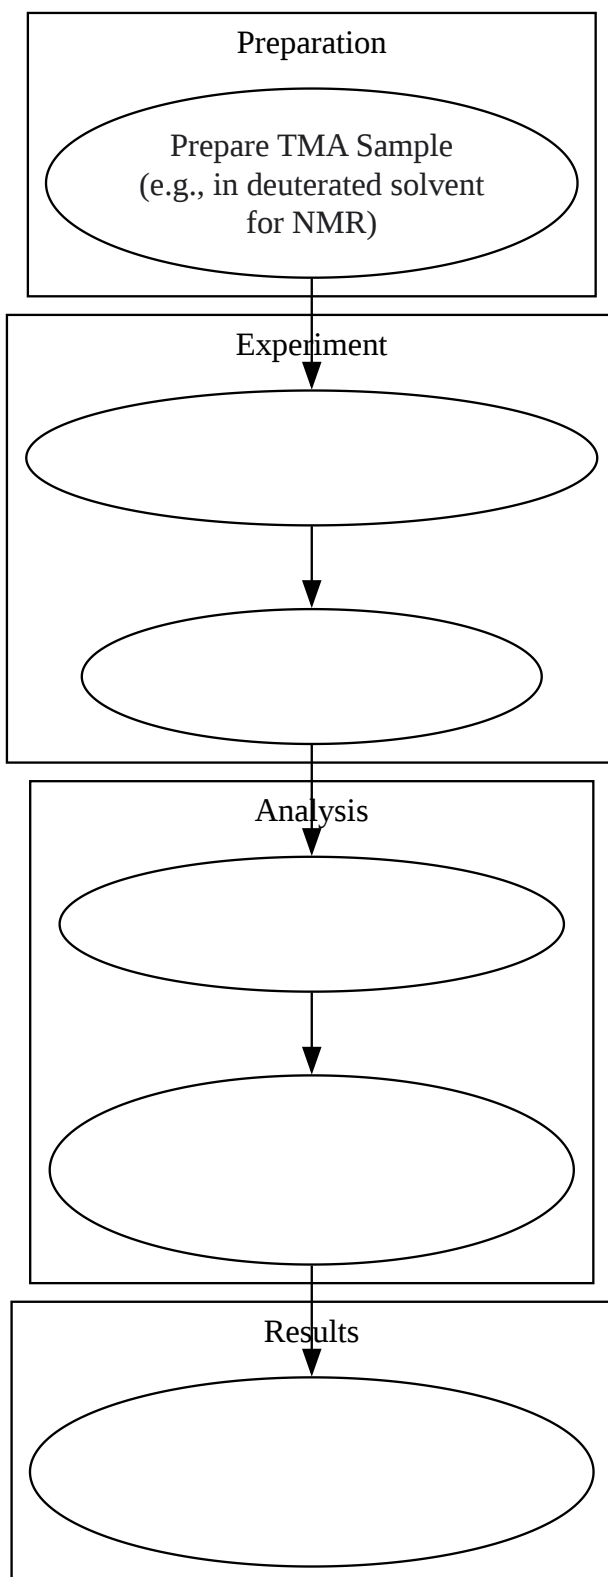 Preparation
Prepare TMA Sample
(e.g., in deuterated solvent
for NMR)
Experiment
Analysis
Results